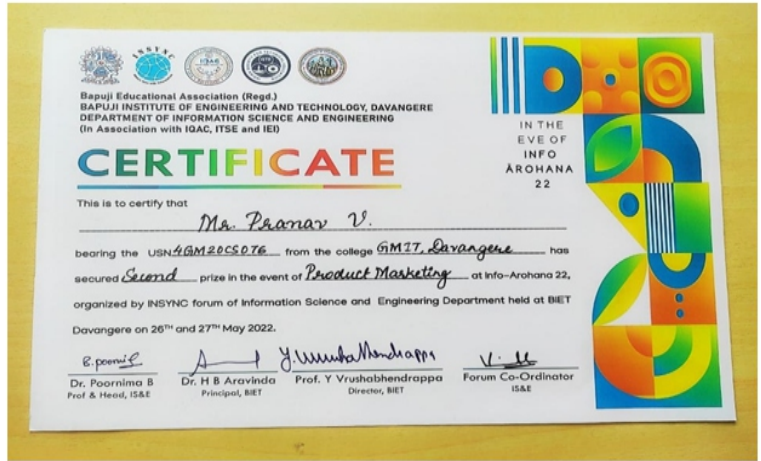 INSYNC
IQAC
Bapuji Educational Association (Regd.)
BAPUJI INSTITUTE OF ENGINEERING AND TECHNOLOGY, DAVANGERE
DEPARTMENT OF INFORMATION SCIENCE AND ENGINEERING
(In Association with IQAC, ITSE and IEI)
CERTIFICATE
IN THE
EVE OF
INFO
ĀROHANA
22
This is to certify that
Mr. Pranav V.
bearing the USN 4GM20CS076 from the college GMIT, Davangere has
secured Second prize in the event of Product Marketing at Info-Arohana 22,
organized by INSYNC forum of Information Science and Engineering Department held at BIET
Davangere on 26TH and 27TH May 2022.
Dr. Poornima B
Prof & Head, IS&E
Dr. H B Aravinda
Principal, BIET
Y. Vrushabhendrappa
Prof. Y Vrushabhendrappa
Director, BIET
Forum Co-Ordinator
IS&E